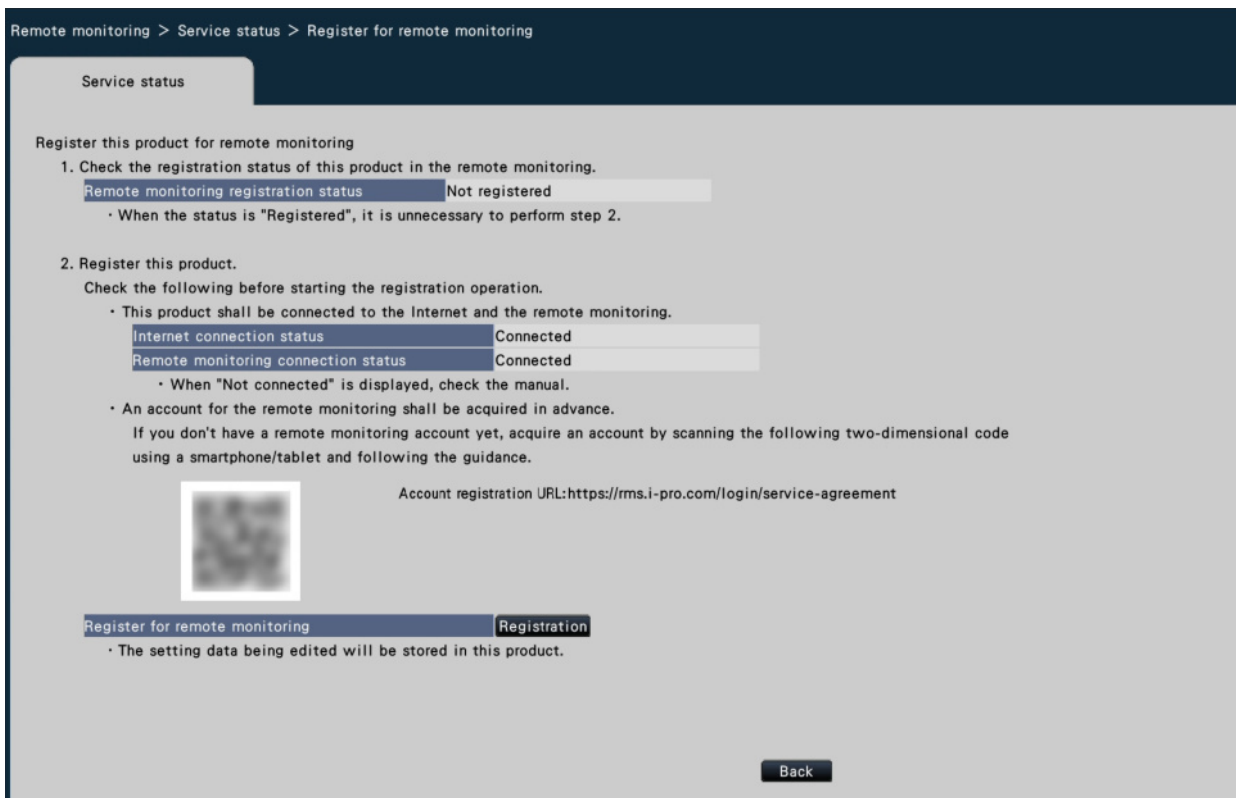 Remote monitoring > Service status > Register for remote monitoring
Service status
Register this product for remote monitoring
1. Check the registration status of this product in the remote monitoring.
Remote monitoring registration status Not registered
・When the status is "Registered", it is unnecessary to perform step 2.
2. Register this product.
Check the following before starting the registration operation.
・This product shall be connected to the Internet and the remote monitoring.
Internet connection status Connected
Remote monitoring connection status Connected
・When "Not connected" is displayed, check the manual.
・An account for the remote monitoring shall be acquired in advance.
If you don't have a remote monitoring account yet, acquire an account by scanning the following two-dimensional code
using a smartphone/tablet and following the guidance.
Account registration URL:https://rms.i-pro.com/login/service-agreement
Register for remote monitoring Registration
・The setting data being edited will be stored in this product.
Back